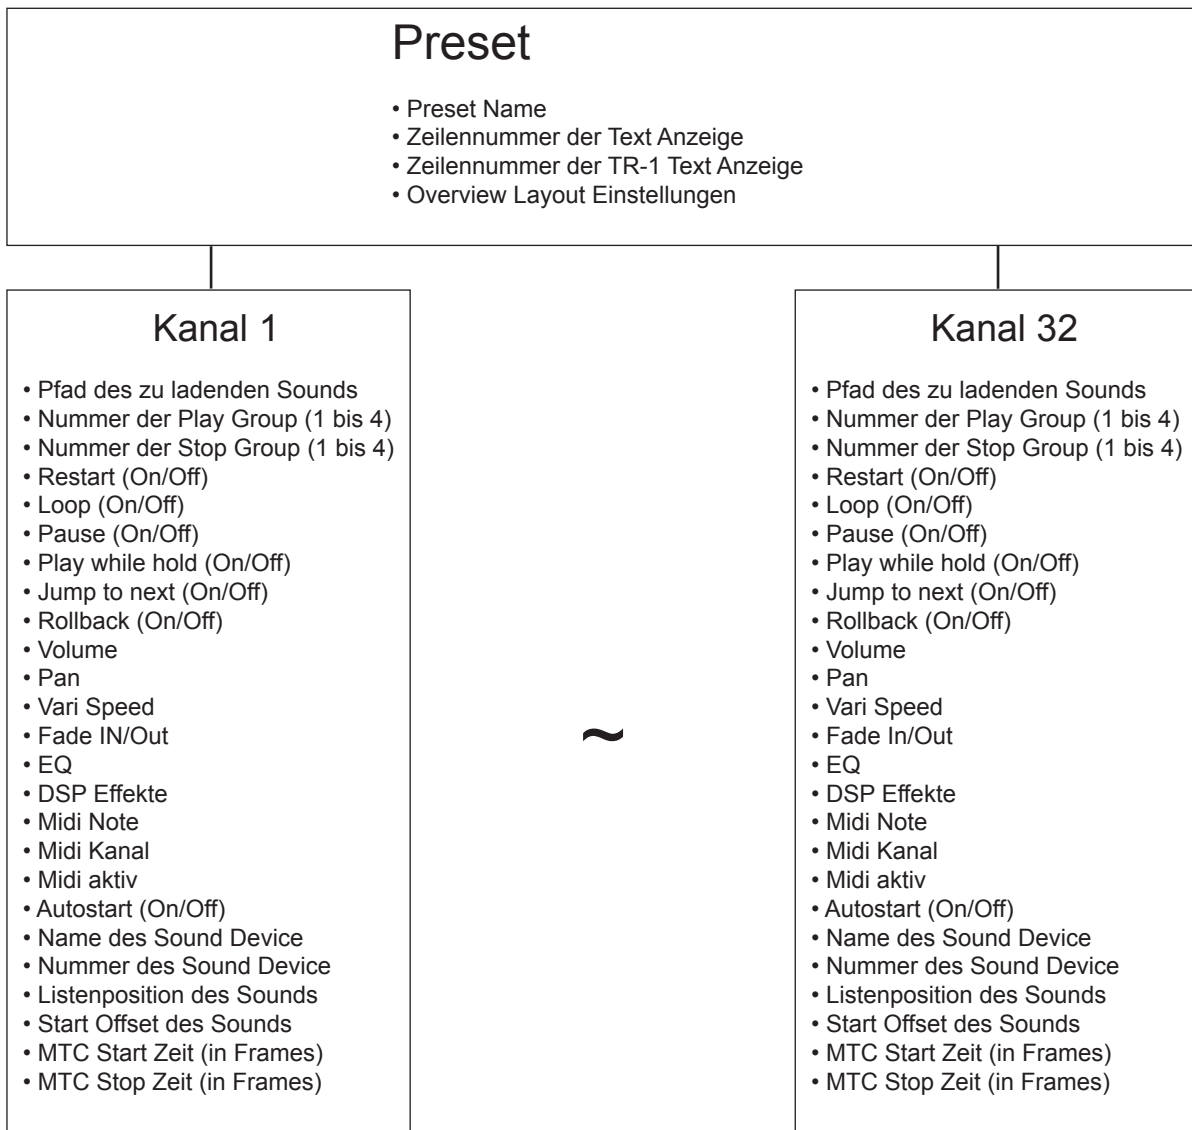 Preset
• Preset Name
• Zeilennummer der Text Anzeige
• Zeilennummer der TR-1 Text Anzeige
• Overview Layout Einstellungen
Kanal 1
• Pfad des zu ladenden Sounds
• Nummer der Play Group (1 bis 4)
• Nummer der Stop Group (1 bis 4)
• Restart (On/Off)
• Loop (On/Off)
• Pause (On/Off)
• Play while hold (On/Off)
• Jump to next (On/Off)
• Rollback (On/Off)
• Volume
• Pan
• Vari Speed
• Fade IN/Out
• EQ
• DSP Effekte
• Midi Note
• Midi Kanal
• Midi aktiv
• Autostart (On/Off)
• Name des Sound Device
• Nummer des Sound Device
• Listenposition des Sounds
• Start Offset des Sounds
• MTC Start Zeit (in Frames)
• MTC Stop Zeit (in Frames)
~
Kanal 32
• Pfad des zu ladenden Sounds
• Nummer der Play Group (1 bis 4)
• Nummer der Stop Group (1 bis 4)
• Restart (On/Off)
• Loop (On/Off)
• Pause (On/Off)
• Play while hold (On/Off)
• Jump to next (On/Off)
• Rollback (On/Off)
• Volume
• Pan
• Vari Speed
• Fade In/Out
• EQ
• DSP Effekte
• Midi Note
• Midi Kanal
• Midi aktiv
• Autostart (On/Off)
• Name des Sound Device
• Nummer des Sound Device
• Listenposition des Sounds
• Start Offset des Sounds
• MTC Start Zeit (in Frames)
• MTC Stop Zeit (in Frames)